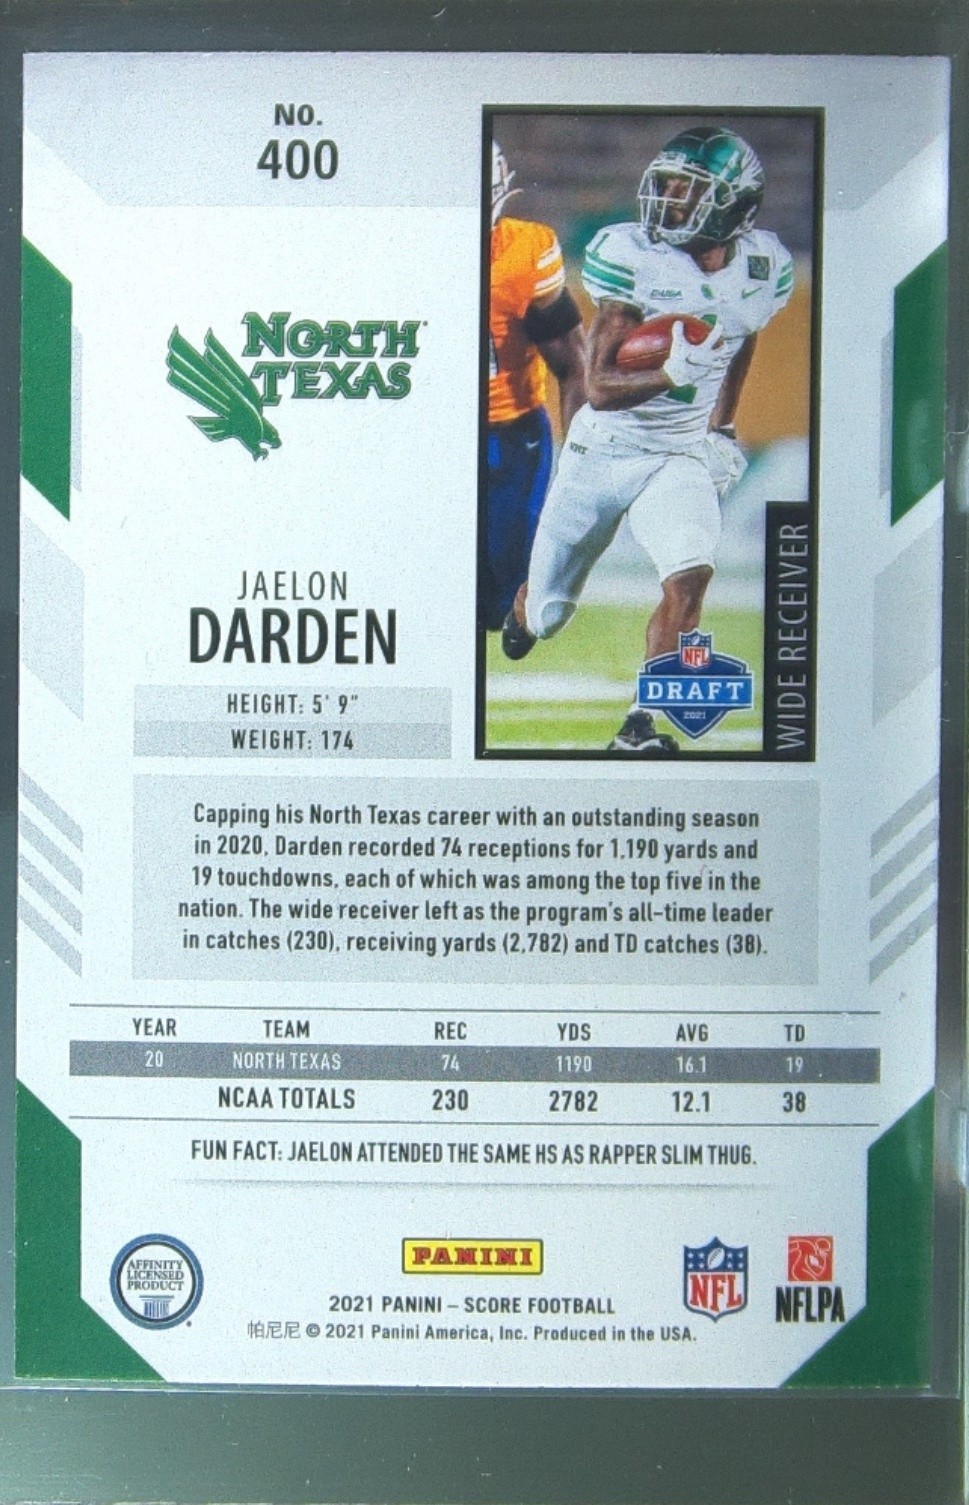 NO.
400
NORTH
TEXAS
JAELON
DARDEN
HEIGHT: 5' 9"
WEIGHT: 174
1
C-USA
NFL
DRAFT
2021
WIDE RECEIVER
Capping his North Texas career with an outstanding season
in 2020, Darden recorded 74 receptions for 1,190 yards and
19 touchdowns, each of which was among the top five in the
nation. The wide receiver left as the program's all-time leader
in catches (230), receiving yards (2,782) and TD catches (38).
YEAR TEAM REC YDS AVG TD
20 NORTH TEXAS 74 1190 16.1 19
NCAA TOTALS 230 2782 12.1 38
FUN FACT: JAELON ATTENDED THE SAME HS AS RAPPER SLIM THUG.
AFFINITY
LICENSED
PRODUCT
PANINI
NFL
NFLPA
2021 PANINI – SCORE FOOTBALL
帕尼尼 © 2021 Panini America, Inc. Produced in the USA.